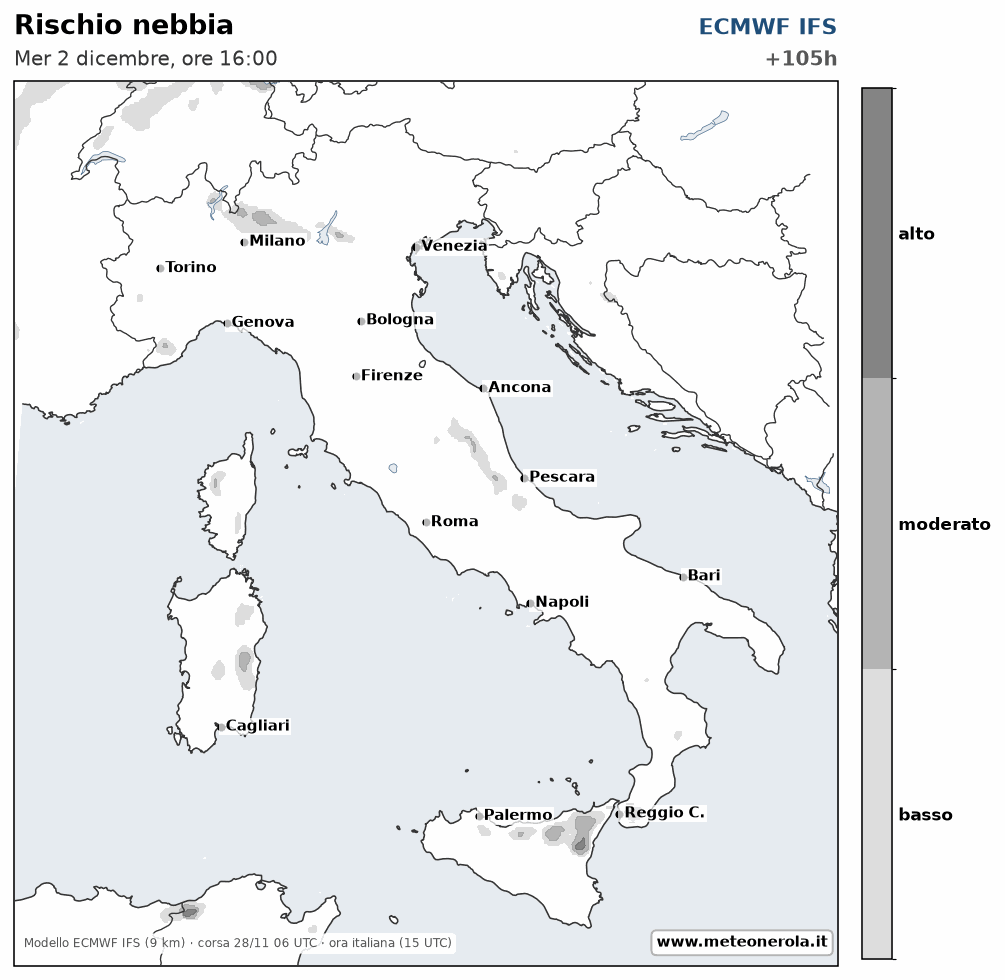 Rischio nebbia
ECMWF IFS
Mer 2 dicembre, ore 16:00
+105h
alto
moderato
basso
Milano
Venezia
Torino
Genova
Bologna
Firenze
Ancona
Pescara
Roma
Bari
Napoli
Cagliari
Palermo
Reggio C.
Modello ECMWF IFS (9 km) · corsa 28/11 06 UTC · ora italiana (15 UTC)
www.meteonerola.it